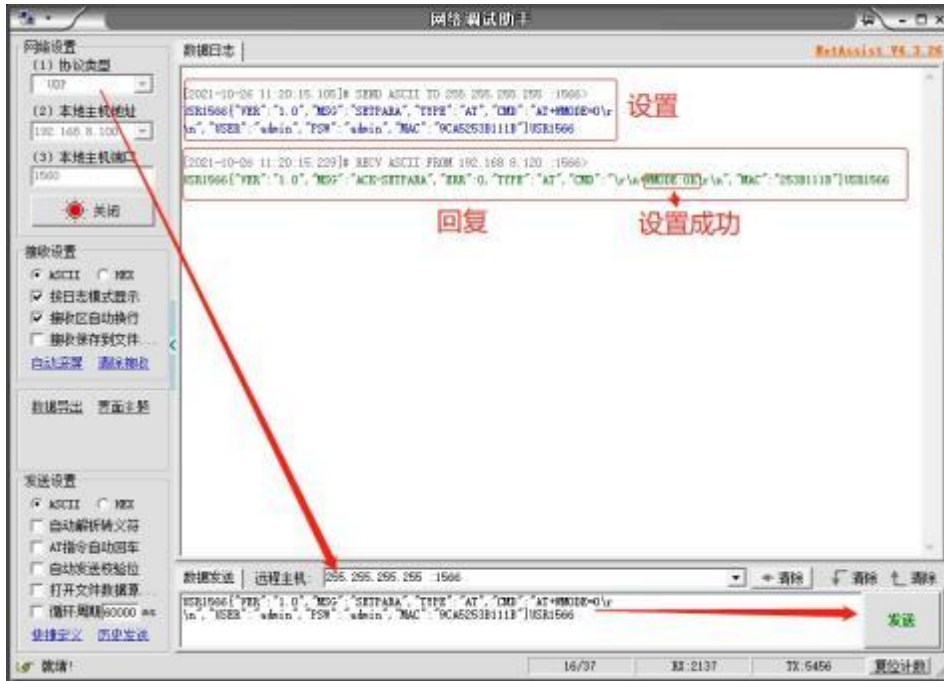 网络调试助手
网络设置
(1) 协议类型
UDP
(2) 本地主机地址
192.168.8.100
(3) 本地主机端口
关闭
接收设置
ASCII HEX
按日志模式显示
接收区自动换行
接收保存到文件...
自动滚屏 清除接收
数据导出 界面主题
发送设置
ASCII HEX
自动解析转义符
AT指令自动回车
自动发送校验位
打开文件数据源...
循环周期 60000 ms
快捷定义 历史发送
就绪!
数据日志
NetAssist V4.3.26
[2021-10-26 11:20:15.105]# SEND ASCII TO 255.255.255.255 :1566>
USR1566{"VER":"1.0","MSG":"SETPARA","TYPE":"AT","CMD":"AT+WMODE=0\r
\n","USER":"admin","PSW":"admin","MAC":"9CA5253B111B"}USR1566
设置
[2021-10-26 11:20:15.229]# RECV ASCII FROM 192.168.8.120 :1566>
USR1566{"VER":"1.0","MSG":"ACK-SETPARA","ERR":0,"TYPE":"AT","CMD":"\r\n+WMODE:OK\r\n","MAC":"253B111B"}USR1566
回复
设置成功
数据发送 远程主机: 255.255.255.255 :1566
清除 清除 清除
USR1566{"VER":"1.0","MSG":"SETPARA","TYPE":"AT","CMD":"AT+WMODE=0\r
\n","USER":"admin","PSW":"admin","MAC":"9CA5253B111B"}USR1566
发送
16/37 RX:2137 TX:5456 复位计数